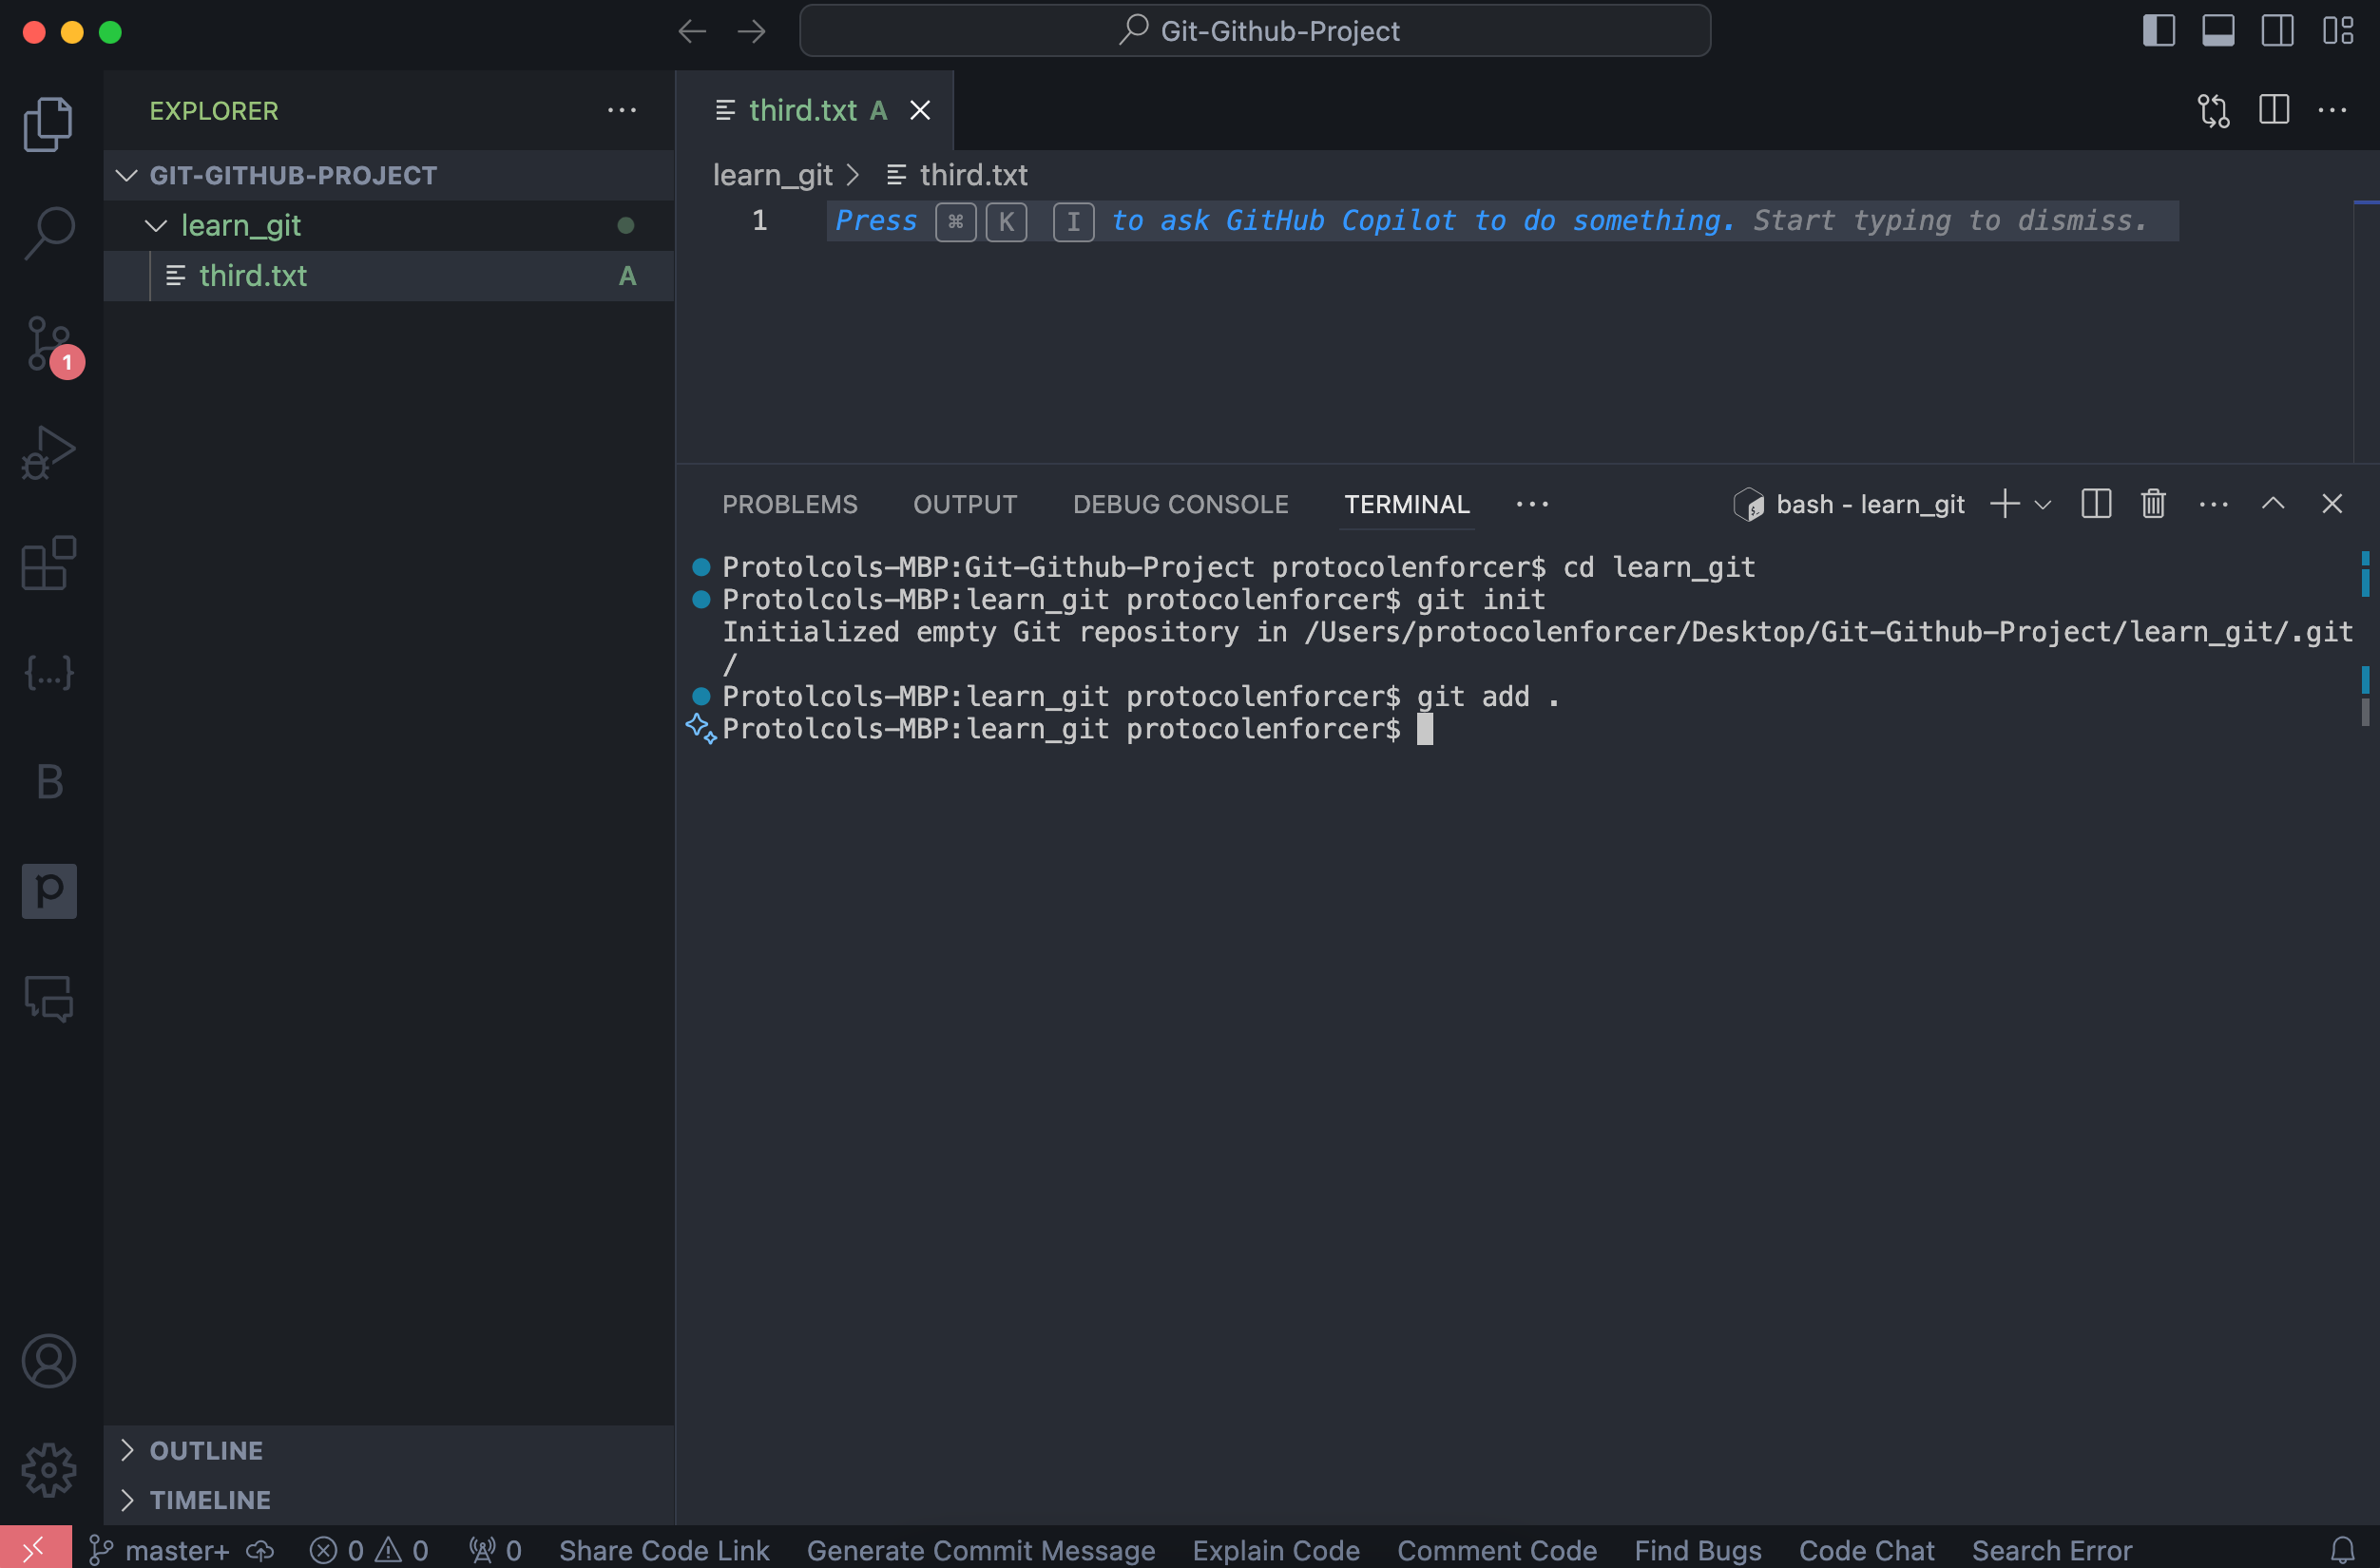 Git-Github-Project
EXPLORER
third.txt A
GIT-GITHUB-PROJECT
learn_git > third.txt
learn_git
third.txt A
1 Press ⌘ K I to ask GitHub Copilot to do something. Start typing to dismiss.
1
PROBLEMS OUTPUT DEBUG CONSOLE TERMINAL bash - learn_git
Protolcols-MBP:Git-Github-Project protocolenforcer$ cd learn_git
Protolcols-MBP:learn_git protocolenforcer$ git init
Initialized empty Git repository in /Users/protocolenforcer/Desktop/Git-Github-Project/learn_git/.git
/
Protolcols-MBP:learn_git protocolenforcer$ git add .
Protolcols-MBP:learn_git protocolenforcer$
{...}
B
p
OUTLINE
TIMELINE
master+ 0 0 0 Share Code Link Generate Commit Message Explain Code Comment Code Find Bugs Code Chat Search Error